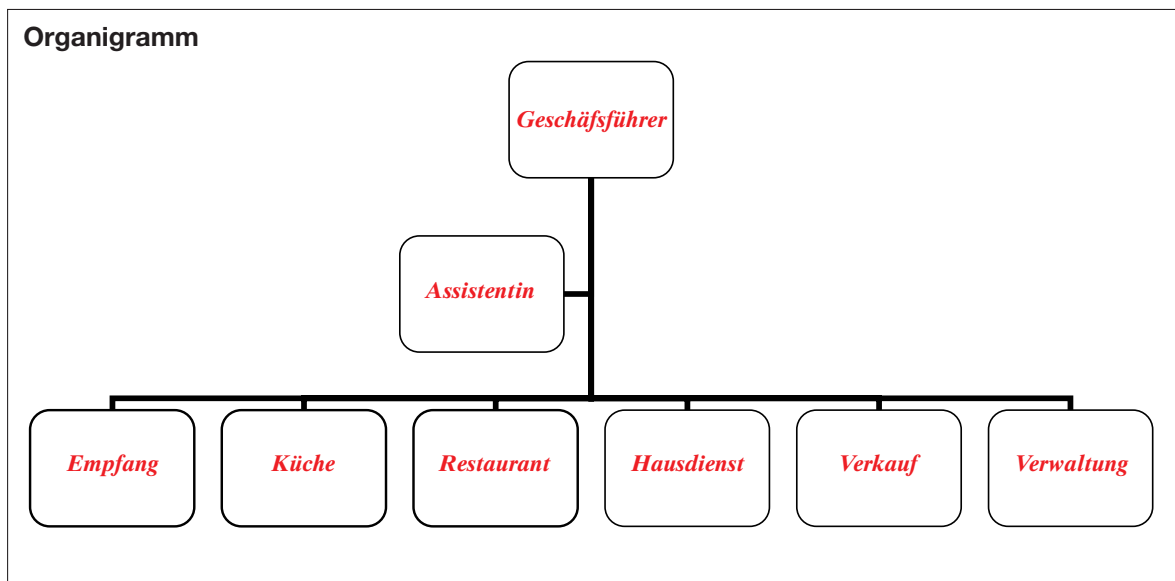 Organigramm
Geschäfsführer
Assistentin
Empfang
Küche
Restaurant
Hausdienst
Verkauf
Verwaltung